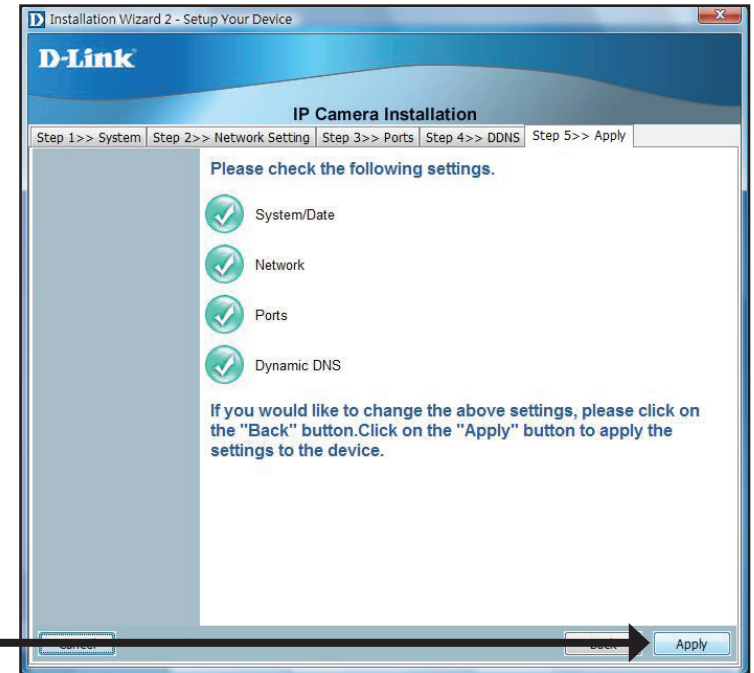 Installation Wizard 2 - Setup Your Device
D-Link
IP Camera Installation
Step 1>> System Step 2>> Network Setting Step 3>> Ports Step 4>> DDNS Step 5>> Apply
Please check the following settings.
System/Date
Network
Ports
Dynamic DNS
If you would like to change the above settings, please click on
the "Back" button.Click on the "Apply" button to apply the
settings to the device.
Apply